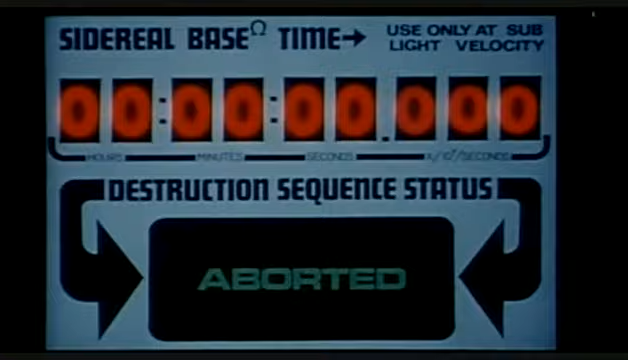 SIDEREAL BASE Ω TIME→
USE ONLY AT SUB
LIGHT VELOCITY
00:00:00.000
HOURS MINUTES SECONDS /SECONDS
DESTRUCTION SEQUENCE STATUS
ABORTED